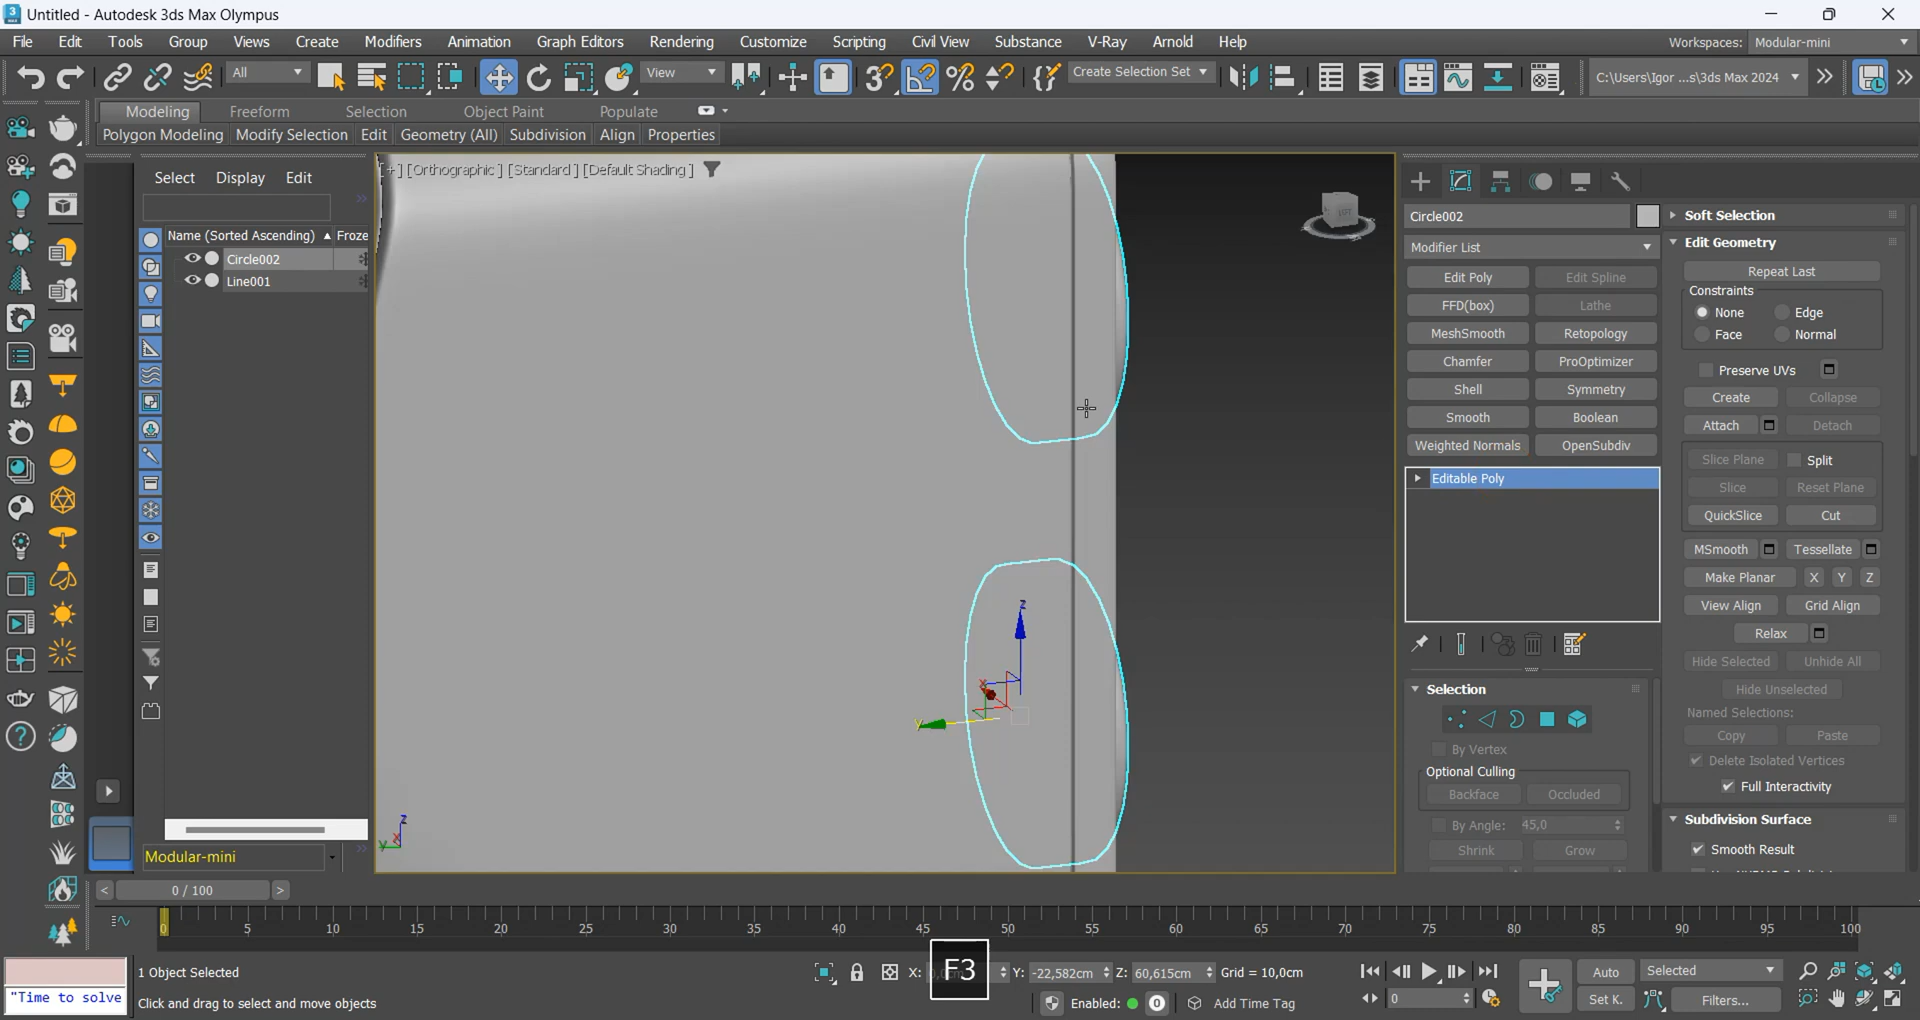 Untitled - Autodesk 3ds Max Olympus
File Edit Tools Group Views Create Modifiers Animation Graph Editors Rendering Customize Scripting Civil View Substance V-Ray Arnold Help Workspaces: Modular-mini
All View Create Selection Set C:\Users\Igor ...s\3ds Max 2024
Modeling Freeform Selection Object Paint Populate
Polygon Modeling Modify Selection Edit Geometry (All) Subdivision Align Properties
Select Display Edit
[+] [Orthographic] [Standard] [Default Shading]
Name (Sorted Ascending) Froze
Circle002
Line001
Circle002
Modifier List
Edit Poly Edit Spline
FFD(box) Lathe
MeshSmooth Retopology
Chamfer ProOptimizer
Shell Symmetry
Smooth Boolean
Weighted Normals OpenSubdiv
Editable Poly
Selection
By Vertex
Optional Culling
Backface Occluded
By Angle: 45,0
Shrink Grow
Soft Selection
Edit Geometry
Repeat Last
Constraints
None Edge
Face Normal
Preserve UVs
Create Collapse
Attach Detach
Slice Plane Split
Slice Reset Plane
QuickSlice Cut
MSmooth Tessellate
Make Planar X Y Z
View Align Grid Align
Relax
Hide Selected Unhide All
Hide Unselected
Named Selections:
Copy Paste
Delete Isolated Vertices
Full Interactivity
Subdivision Surface
Smooth Result
z
x
y
z
x
y
Modular-mini
< 0 / 100 >
0 5 10 15 20 25 30 35 40 45 50 55 60 65 70 75 80 85 90 95 100
"Time to solve
1 Object Selected
Click and drag to select and move objects
F3
X: Y: -22,582cm Z: 60,615cm Grid = 10,0cm
Enabled: 0 Add Time Tag
0
Auto Selected
Set K. Filters...